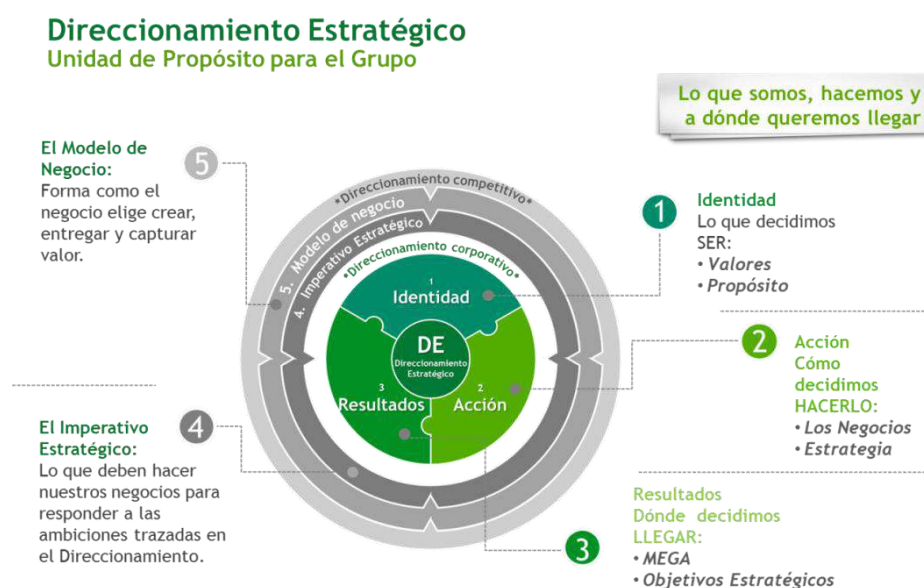 Direccionamiento Estratégico
Unidad de Propósito para el Grupo
Lo que somos, hacemos y
a dónde queremos llegar
El Modelo de
Negocio:
Forma como el
negocio elige crear,
entregar y capturar
valor.
5
*Direccionamiento competitivo*
5. Modelo de negocio
4. Imperativo Estratégico
*Direccionamiento corporativo*
1
Identidad
DE
Direccionamiento
Estratégico
3
Resultados
2
Acción
1
Identidad
Lo que decidimos
SER:
• Valores
• Propósito
2
Acción
Cómo
decidimos
HACERLO:
• Los Negocios
• Estrategia
El Imperativo
Estratégico:
Lo que deben hacer
nuestros negocios para
responder a las
ambiciones trazadas en
el Direccionamiento.
4
3
Resultados
Dónde decidimos
LLEGAR:
• MEGA
• Objetivos Estratégicos